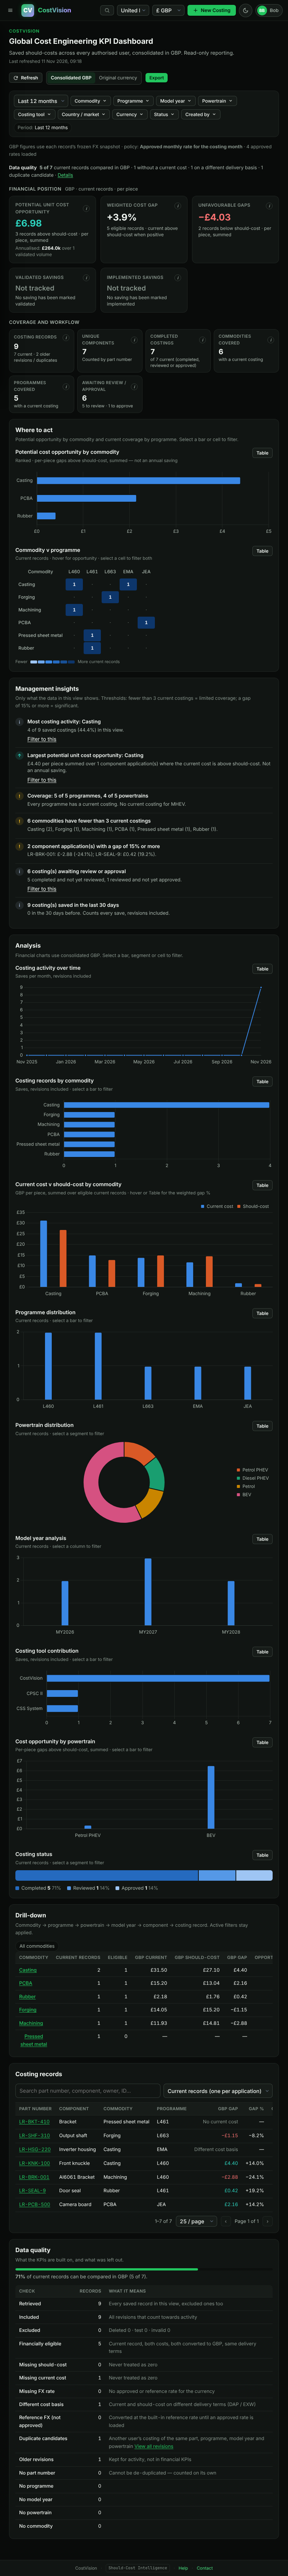 CV CostVision
United I
£ GBP
+ New Costing
Bob
COSTVISION
Global Cost Engineering KPI Dashboard
Saved should-costs across every authorised user, consolidated in GBP. Read-only reporting.
Last refreshed 11 Nov 2026, 09:18
Refresh
Consolidated GBP
Original currency
Export
Last 12 months
Commodity
Programme
Model year
Powertrain
Costing tool
Country / market
Currency
Status
Created by
Period: Last 12 months
GBP figures use each record's frozen FX snapshot · policy: Approved monthly rate for the costing month · 4 approved
rates loaded
Data quality 5 of 7 current records compared in GBP · 1 without a current cost · 1 on a different delivery basis · 1
duplicate candidate · Details
FINANCIAL POSITION GBP · current records · per piece
POTENTIAL UNIT COST
OPPORTUNITY
£6.98
3 records above should-cost · per
piece, summed
Annualised: £284.0k over 1
validated volume
WEIGHTED COST GAP
+3.9%
5 eligible records · current above
should-cost when positive
UNFAVOURABLE GAPS
−£4.03
2 records below should-cost · per
piece, summed
VALIDATED SAVINGS
Not tracked
No saving has been marked
validated
IMPLEMENTED SAVINGS
Not tracked
No saving has been marked
implemented
COVERAGE AND WORKFLOW
COSTING RECORDS
9
7 current · 2 older
revisions / duplicates
UNIQUE
COMPONENTS
7
Counted by part number
COMPLETED
COSTINGS
7
7 of 7 current (completed,
reviewed or approved)
COMMODITIES
COVERED
6
with a current costing
PROGRAMMES
COVERED
5
with a current costing
AWAITING REVIEW /
APPROVAL
6
5 to review · 1 to approve
Where to act
Potential opportunity by commodity and current coverage by programme. Select a bar or cell to filter.
Potential cost opportunity by commodity
Table
Ranked · per-piece gaps above should-cost, summed — not an annual saving
Casting
PCBA
Rubber
£0 £1 £2 £3 £4 £5
Commodity v programme
Table
Current records · hover for opportunity · select a cell to filter both
Commodity L460 L461 L663 EMA JEA
Casting 1 · · 1 ·
Forging · · 1 · ·
Machining 1 · · · ·
PCBA · · · · 1
Pressed sheet metal · 1 · · ·
Rubber · 1 · · ·
Fewer More current records
Management insights
Only what the data in this view shows. Thresholds: fewer than 3 current costings = limited coverage; a gap
of 15% or more = significant.
Most costing activity: Casting
4 of 9 saved costings (44.4%) in this view.
Filter to this
Largest potential unit cost opportunity: Casting
£4.40 per piece summed over 1 component application(s) where the current cost is above should-cost. Not
an annual saving.
Filter to this
Coverage: 5 of 5 programmes, 4 of 5 powertrains
Every programme has a current costing. No current costing for MHEV.
6 commodities have fewer than 3 current costings
Casting (2), Forging (1), Machining (1), PCBA (1), Pressed sheet metal (1), Rubber (1).
2 component application(s) with a gap of 15% or more
LR-BRK-001: £-2.88 (-24.1%); LR-SEAL-9: £0.42 (19.2%).
6 costing(s) awaiting review or approval
5 completed and not yet reviewed, 1 reviewed and not yet approved.
Filter to this
9 costing(s) saved in the last 30 days
0 in the 30 days before. Counts every save, revisions included.
Analysis
Financial charts use consolidated GBP. Select a bar, segment or cell to filter.
Costing activity over time
Table
Saves per month, revisions included
9
8
7
6
5
4
3
2
1
0
Nov 2025 Jan 2026 Mar 2026 May 2026 Jul 2026 Sep 2026 Nov 2026
Costing records by commodity
Table
Saves, revisions included · select a bar to filter
Casting
Forging
Machining
PCBA
Pressed sheet metal
Rubber
0 1 2 3 4
Current cost v should-cost by commodity
Table
GBP per piece, summed over eligible current records · hover or Table for the weighted gap %
Current cost Should-cost
£35
£30
£25
£20
£15
£10
£5
£0
Casting PCBA Forging Machining Rubber
Programme distribution
Table
Current records · select a bar to filter
2
1
0
L460 L461 L663 EMA JEA
Powertrain distribution
Table
Current records · select a segment to filter
Petrol PHEV
Diesel PHEV
Petrol
BEV
Model year analysis
Table
Current records · select a column to filter
3
2
1
0
MY2026 MY2027 MY2028
Costing tool contribution
Table
Saves, revisions included · select a bar to filter
CostVision
CPSC II
CSS System
0 1 2 3 4 5 6 7
Cost opportunity by powertrain
Table
Per-piece gaps above should-cost, summed · select a bar to filter
£7
£6
£5
£4
£3
£2
£1
£0
Petrol PHEV BEV
Costing status
Table
Current records · select a segment to filter
Completed 5 71% Reviewed 1 14% Approved 1 14%
Drill-down
Commodity → programme → powertrain → model year → component → costing record. Active filters stay
applied.
All commodities
COMMODITY CURRENT RECORDS ELIGIBLE GBP CURRENT GBP SHOULD-COST GBP GAP OPPORT
Casting 2 1 £31.50 £27.10 £4.40
PCBA 1 1 £15.20 £13.04 £2.16
Rubber 1 1 £2.18 £1.76 £0.42
Forging 1 1 £14.05 £15.20 −£1.15
Machining 1 1 £11.93 £14.81 −£2.88
Pressed
sheet metal 1 0 — — —
Costing records
Search part number, component, owner, ID...
Current records (one per application)
PART NUMBER COMPONENT COMMODITY PROGRAMME GBP GAP GAP %
LR-BKT-410 Bracket Pressed sheet metal L461 No current cost —
LR-SHF-310 Output shaft Forging L663 −£1.15 −8.2%
LR-HSG-220 Inverter housing Casting EMA Different cost basis —
LR-KNK-100 Front knuckle Casting L460 £4.40 +14.0%
LR-BRK-001 Al6061 Bracket Machining L460 −£2.88 −24.1%
LR-SEAL-9 Door seal Rubber L461 £0.42 +19.2%
LR-PCB-500 Camera board PCBA JEA £2.16 +14.2%
1–7 of 7
25 / page
Page 1 of 1
Data quality
What the KPIs are built on, and what was left out.
71% of current records can be compared in GBP (5 of 7).
CHECK RECORDS WHAT IT MEANS
Retrieved 9 Every saved record in this view, excluded ones too
Included 9 All revisions that count towards activity
Excluded 0 Deleted 0 · test 0 · invalid 0
Financially eligible 5 Current record, both costs, both converted to GBP, same delivery
terms
Missing should-cost 0 Never treated as zero
Missing current cost 1 Never treated as zero
Missing FX rate 0 No approved or reference rate for the currency
Different cost basis 1 Current and should-cost on different delivery terms (DAP / EXW)
Reference FX (not
approved) 0 Converted at the built-in reference rate until an approved rate is
loaded
Duplicate candidates 1 Another user's costing of the same part, programme, model year and
powertrain View all revisions
Older revisions 1 Kept for activity, not in financial KPIs
No part number 0 Cannot be de-duplicated — counted on its own
No programme 0
No model year 0
No powertrain 0
No commodity 0
CostVision Should-Cost Intelligence Help Contact